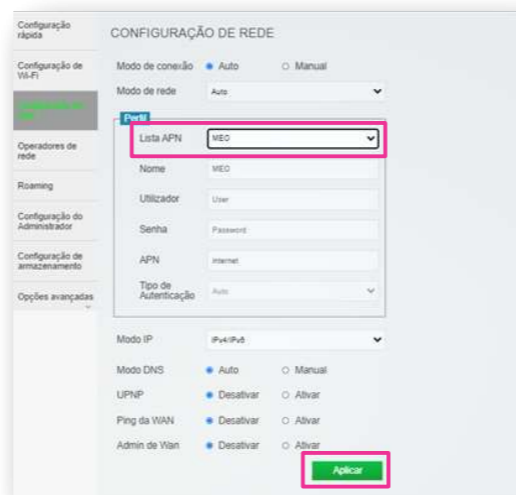 Configuração
rápida
Configuração de
Wi-Fi
Operadores de
rede
Roaming
Configuração do
Administrador
Configuração de
armazenamento
Opções avançadas
CONFIGURAÇÃO DE REDE
Modo de conexão Auto Manual
Modo de rede Auto
Perfil
Lista APN MEO
Nome MEO
Utilizador User
Senha Password
APN internet
Tipo de
Autenticação Auto
Modo IP IPv4/IPv6
Modo DNS Auto Manual
UPNP Desativar Ativar
Ping da WAN Desativar Ativar
Admin de Wan Desativar Ativar
Aplicar